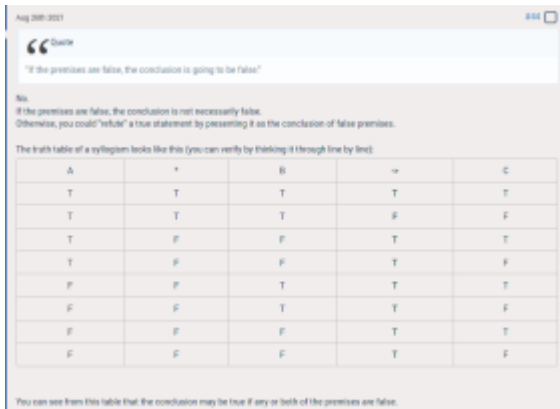 Aug 26th 2021
#44
Quote
"If the premises are false, the conclusion is going to be false."
No.
If the premises are false, the conclusion is not necessarily false.
Otherwise, you could "refute" a true statement by presenting it as the conclusion of false premises.
The truth table of a syllogism looks like this (you can verify by thinking it through line by line):
A B C
T T T T T
T T T F F
T F F T T
T F F T F
F F T T T
F F T T F
F F F T T
F F F T F
You can see from this table that the conclusion may be true if any or both of the premises are false.